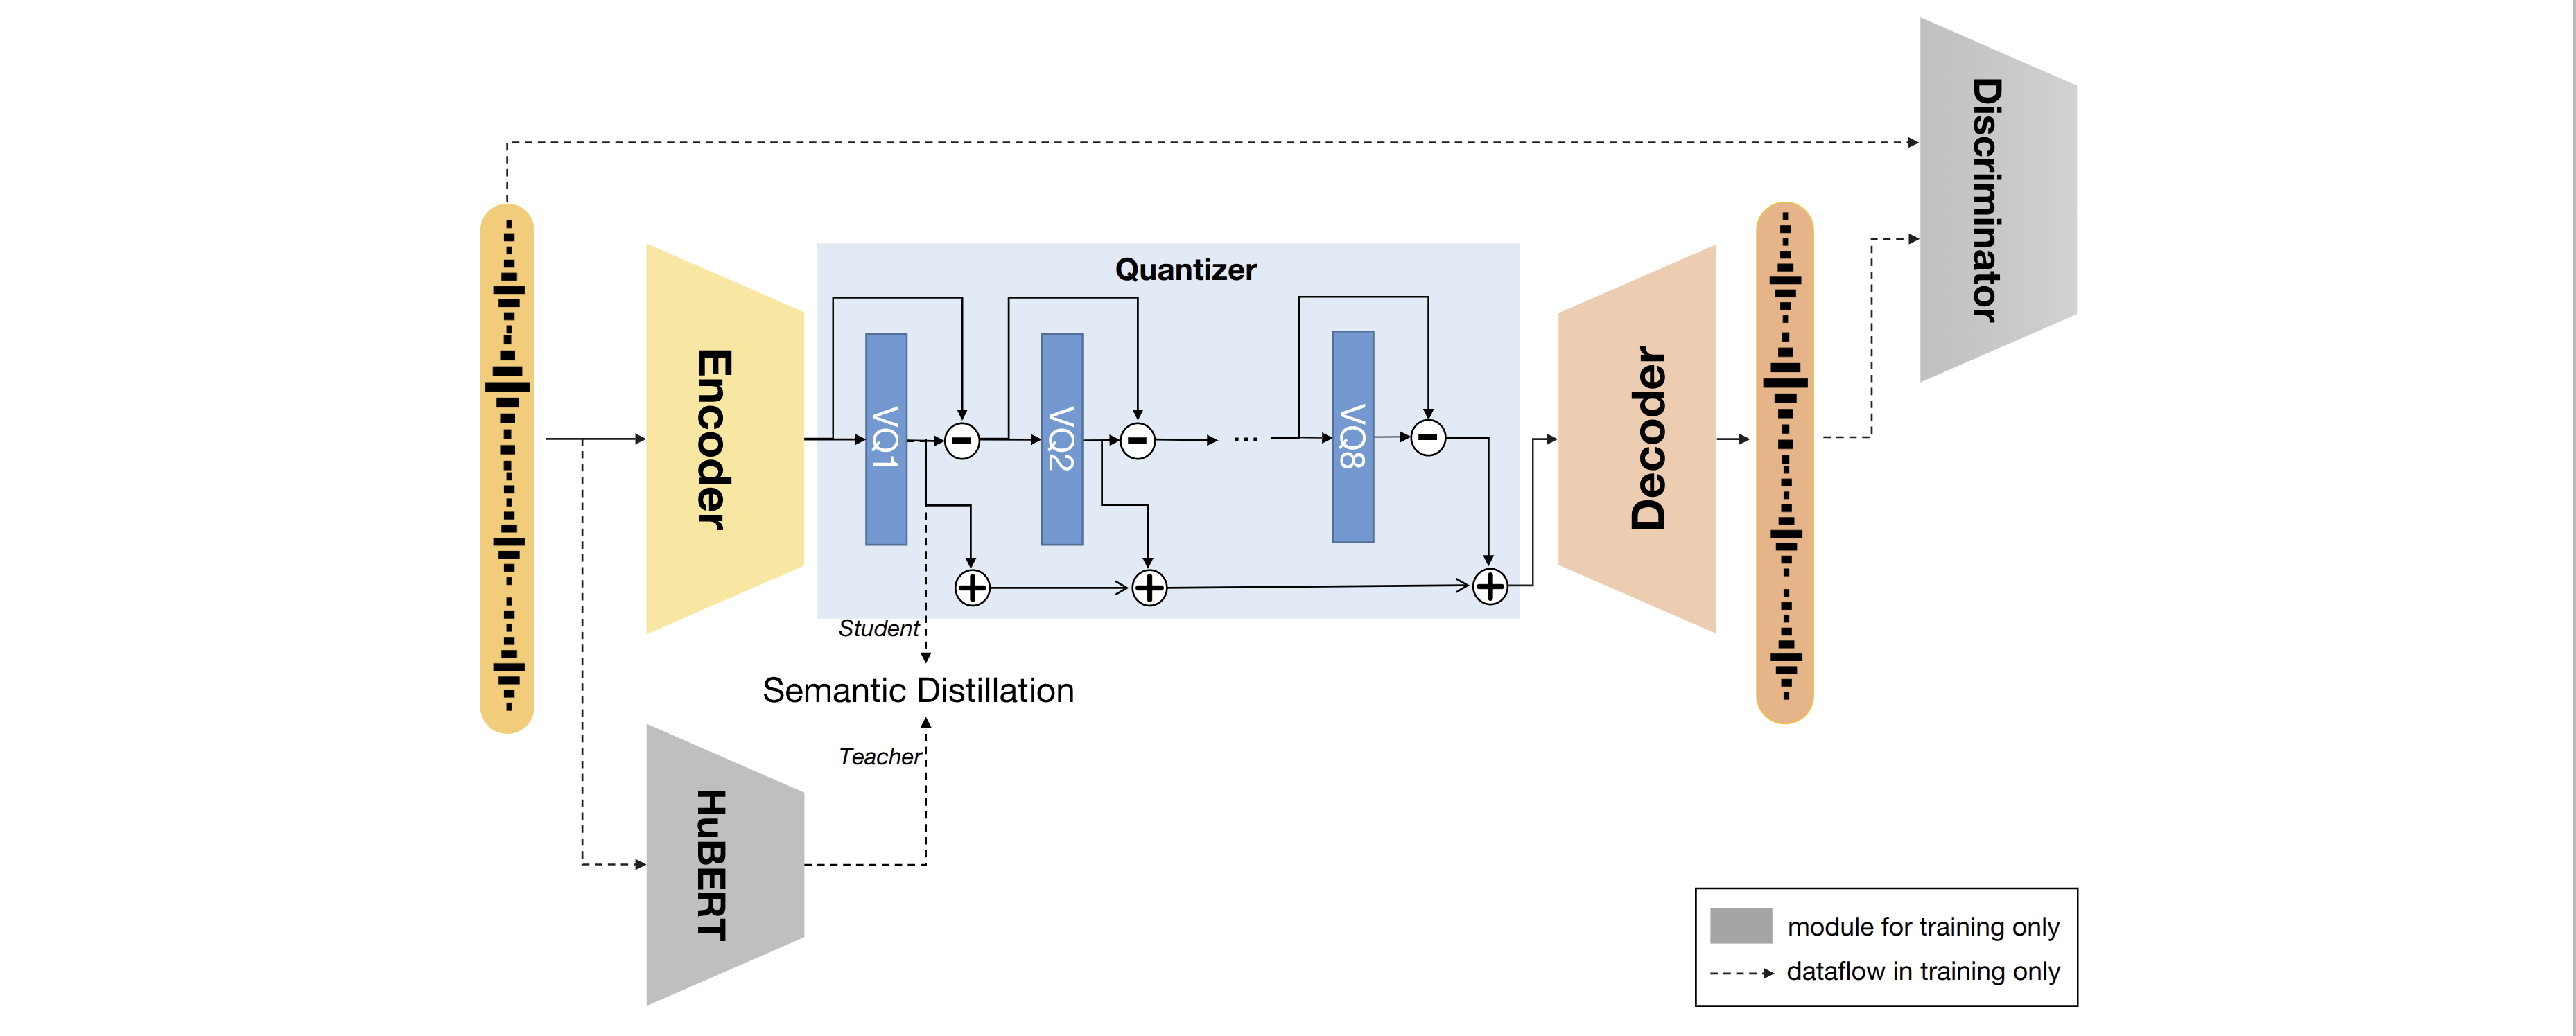 Discriminator
Quantizer
Encoder
VQ1
VQ2
...
VQ8
Decoder
Student
Semantic Distillation
Teacher
HuBERT
module for training only
dataflow in training only